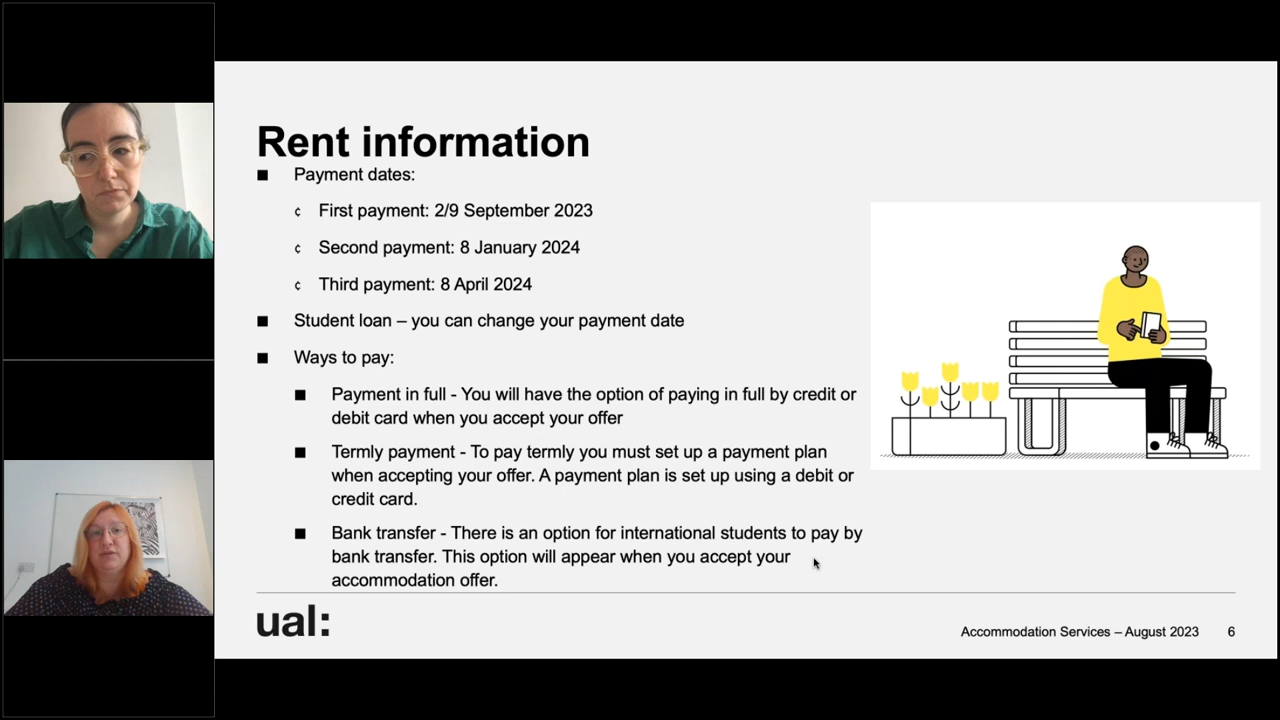 Rent information
■ Payment dates:
¢ First payment: 2/9 September 2023
¢ Second payment: 8 January 2024
¢ Third payment: 8 April 2024
■ Student loan – you can change your payment date
■ Ways to pay:
■ Payment in full - You will have the option of paying in full by credit or
debit card when you accept your offer
■ Termly payment - To pay termly you must set up a payment plan
when accepting your offer. A payment plan is set up using a debit or
credit card.
■ Bank transfer - There is an option for international students to pay by
bank transfer. This option will appear when you accept your
accommodation offer.
ual:
Accommodation Services – August 2023 6